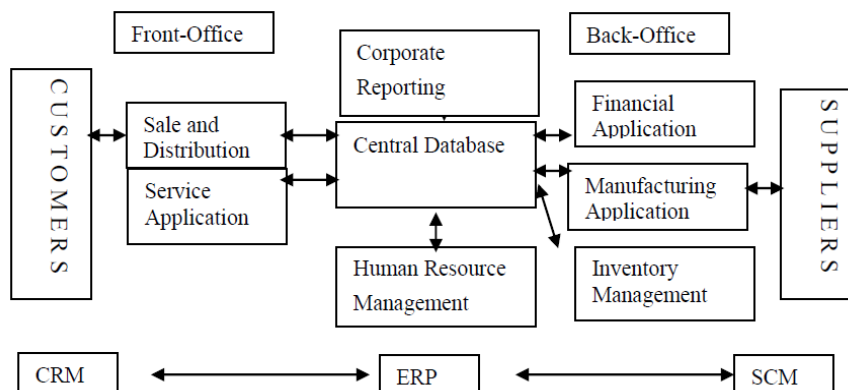 Front-Office
Corporate
Reporting
Back-Office
CUSTOMERS
Sale and
Distribution
Service
Application
Central Database
Human Resource
Management
Financial
Application
Manufacturing
Application
Inventory
Management
SUPPLIERS
CRM
ERP
SCM